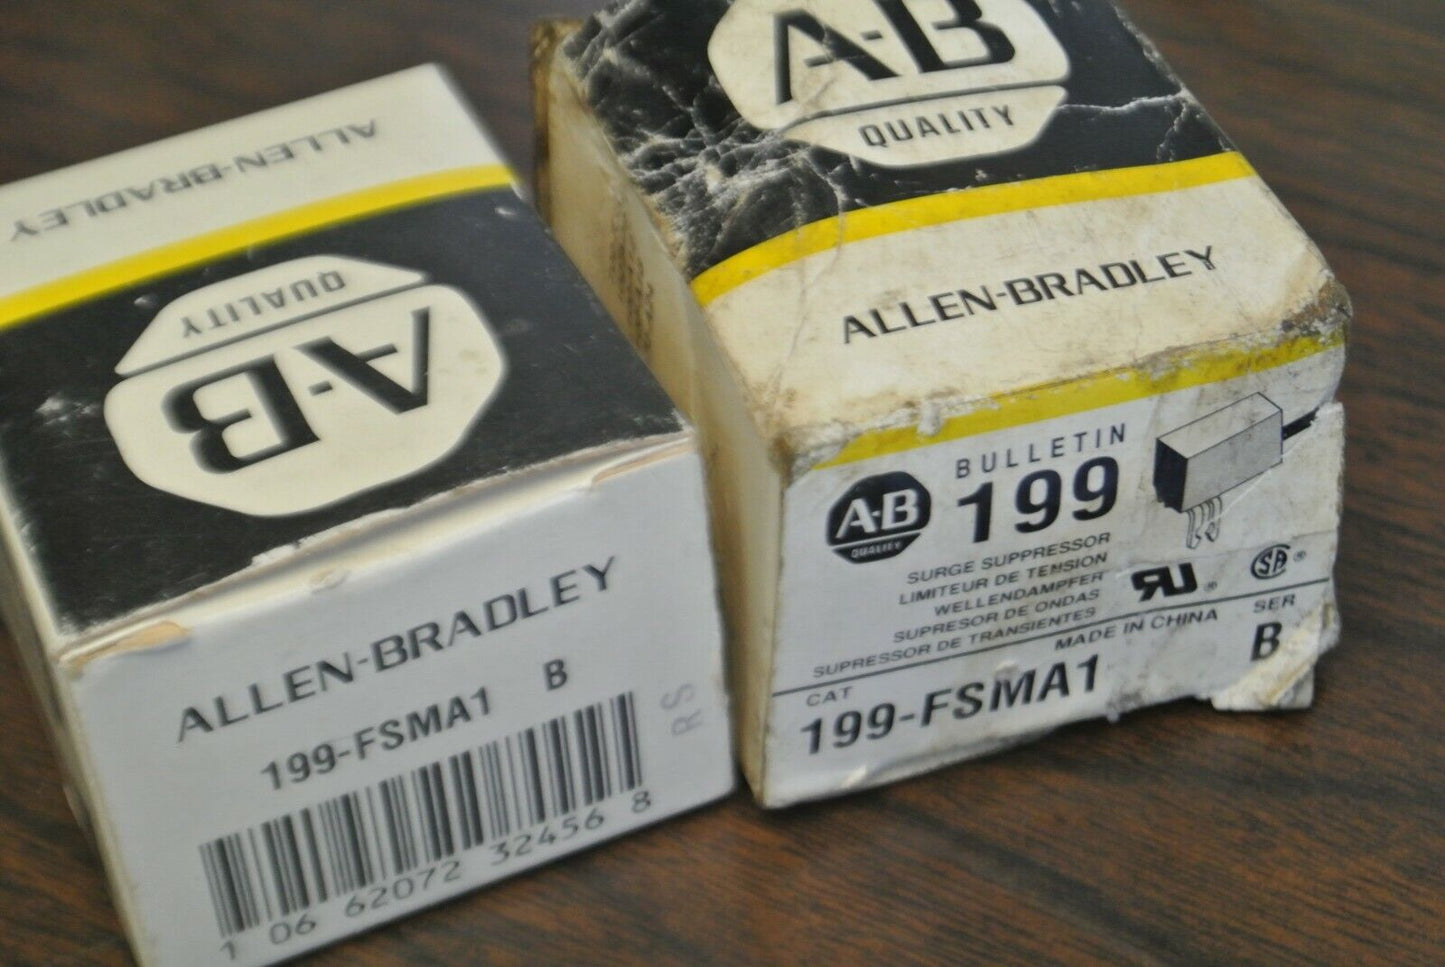 ALLEN-BRADLEY
QUALITY
A-B
ALLEN-BRADLEY
199-FSMA1 B
RS
1 06 62072 32456 8
A-B
QUALITY
ALLEN-BRADLEY
A-B
QUALITY
BULLETIN
199
SURGE SUPPRESSOR
LIMITEUR DE TENSION
WELLENDAMPFER
SUPRESOR DE ONDAS
SUPRESSOR DE TRANSIENTES
MADE IN CHINA
CAT
199-FSMA1
SER
B